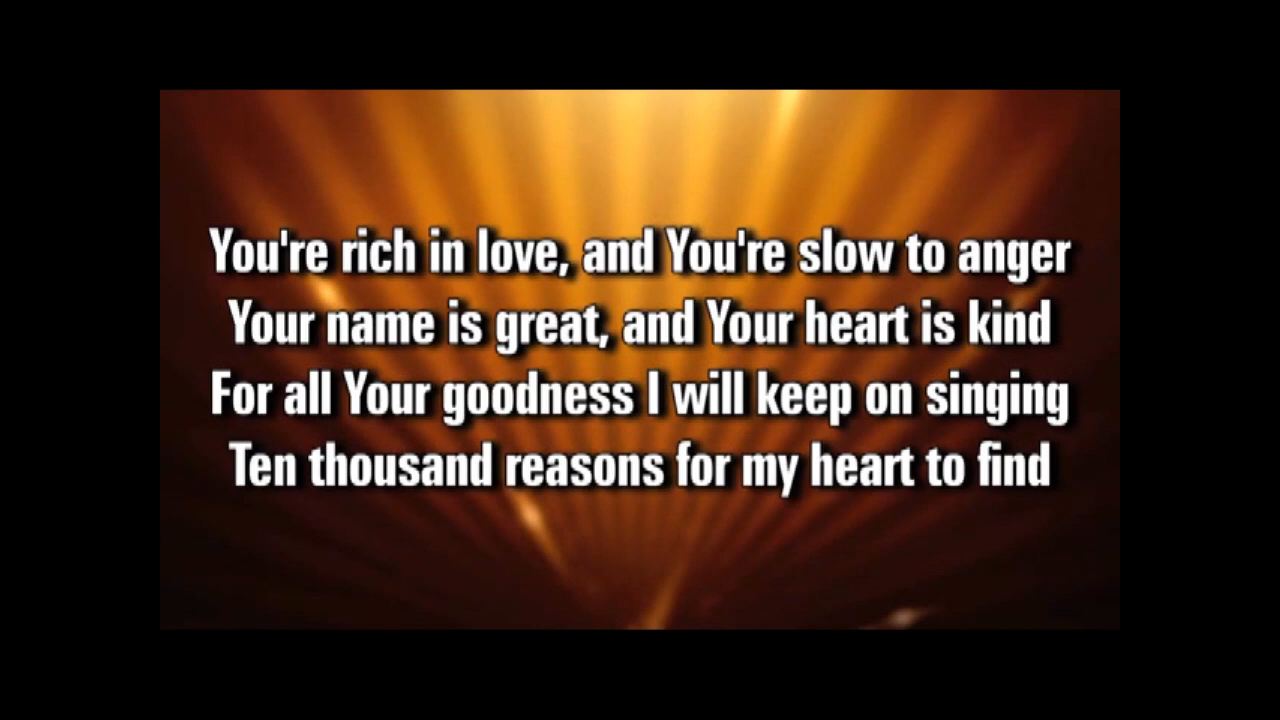 You're rich in love, and You're slow to anger
Your name is great, and Your heart is kind
For all Your goodness I will keep on singing
Ten thousand reasons for my heart to find